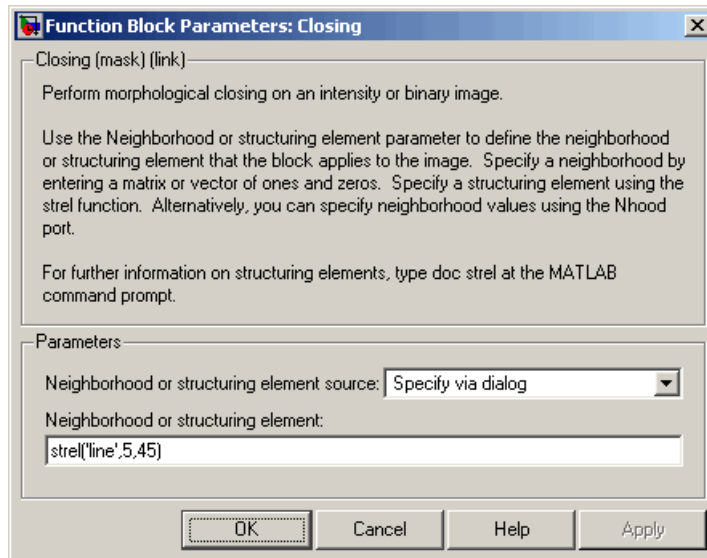 Function Block Parameters: Closing
Closing (mask) (link)
Perform morphological closing on an intensity or binary image.
Use the Neighborhood or structuring element parameter to define the neighborhood
or structuring element that the block applies to the image. Specify a neighborhood by
entering a matrix or vector of ones and zeros. Specify a structuring element using the
strel function. Alternatively, you can specify neighborhood values using the Nhood
port.
For further information on structuring elements, type doc strel at the MATLAB
command prompt.
Parameters
Neighborhood or structuring element source: Specify via dialog
Neighborhood or structuring element:
strel('line',5,45)
OK Cancel Help Apply